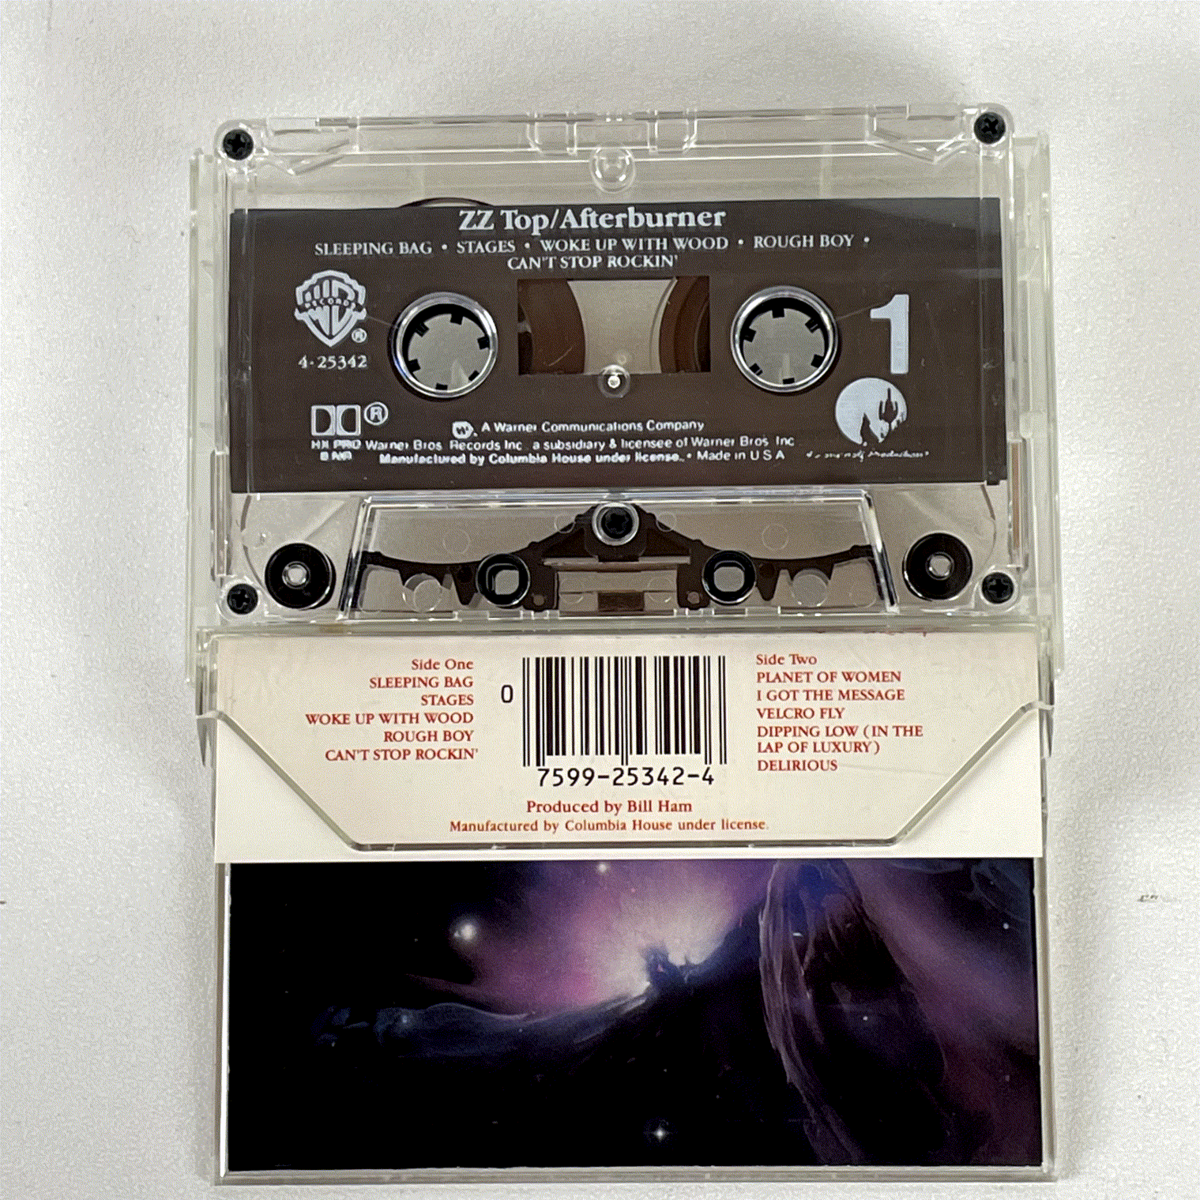 ZZ Top/Afterburner
SLEEPING BAG • STAGES • WOKE UP WITH WOOD • ROUGH BOY •
CAN'T STOP ROCKIN'
RECORDS
®
4-25342
1
®
HX PRO
A Warner Communications Company
Warner Bros. Records Inc. a subsidiary & licensee of Warner Bros. Inc.
Manufactured by Columbia House under license. • Made in U S A
Side One
SLEEPING BAG
STAGES
WOKE UP WITH WOOD
ROUGH BOY
CAN'T STOP ROCKIN'
0
7599-25342-4
Side Two
PLANET OF WOMEN
I GOT THE MESSAGE
VELCRO FLY
DIPPING LOW (IN THE
LAP OF LUXURY)
DELIRIOUS
Produced by Bill Ham
Manufactured by Columbia House under license.